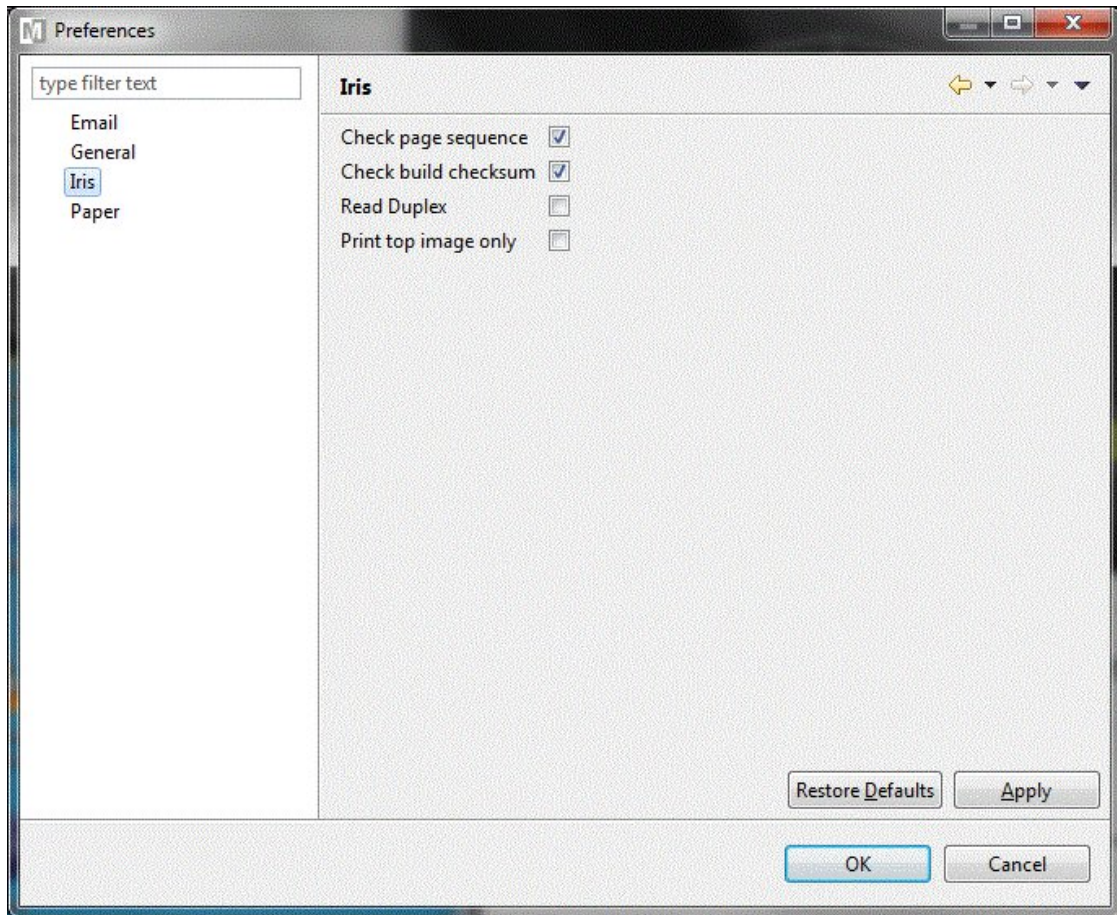 Preferences
type filter text
Email
General
Iris
Paper
Iris
Check page sequence
Check build checksum
Read Duplex
Print top image only
Restore Defaults
Apply
OK
Cancel